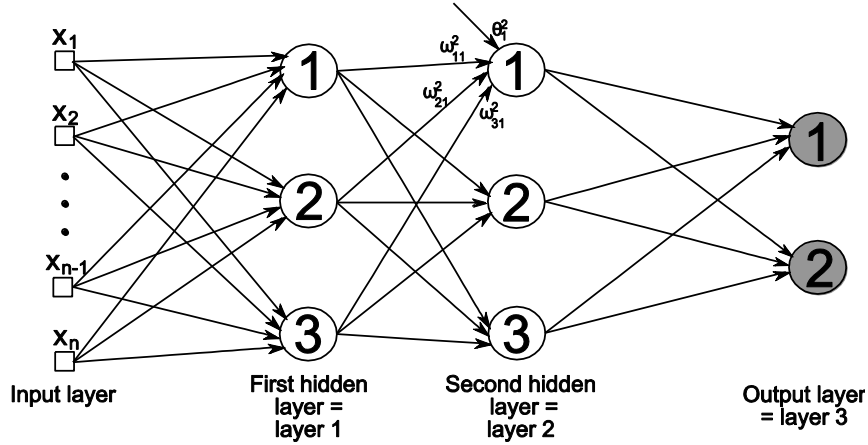 x₁
x₂
xₙ₋₁
xₙ
Input layer
1
2
3
First hidden
layer =
layer 1
ω²₁₁
ω²₂₁
ω²₃₁
θ²₁
1
2
3
Second hidden
layer =
layer 2
1
2
Output layer
= layer 3